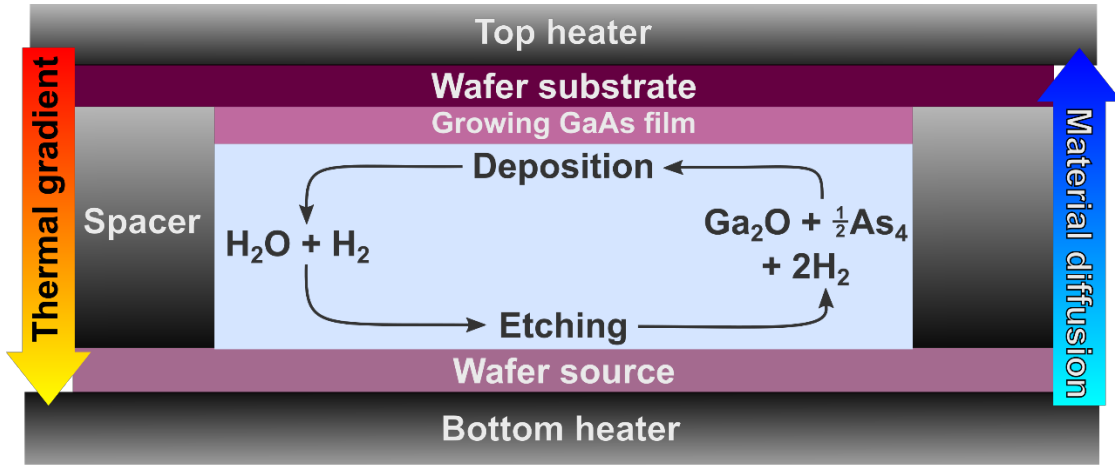 Top heater
Wafer substrate
Growing GaAs film
Thermal gradient
Material diffusion
Spacer
Deposition
H₂O + H₂
Ga₂O + ½As₄
+ 2H₂
Etching
Wafer source
Bottom heater